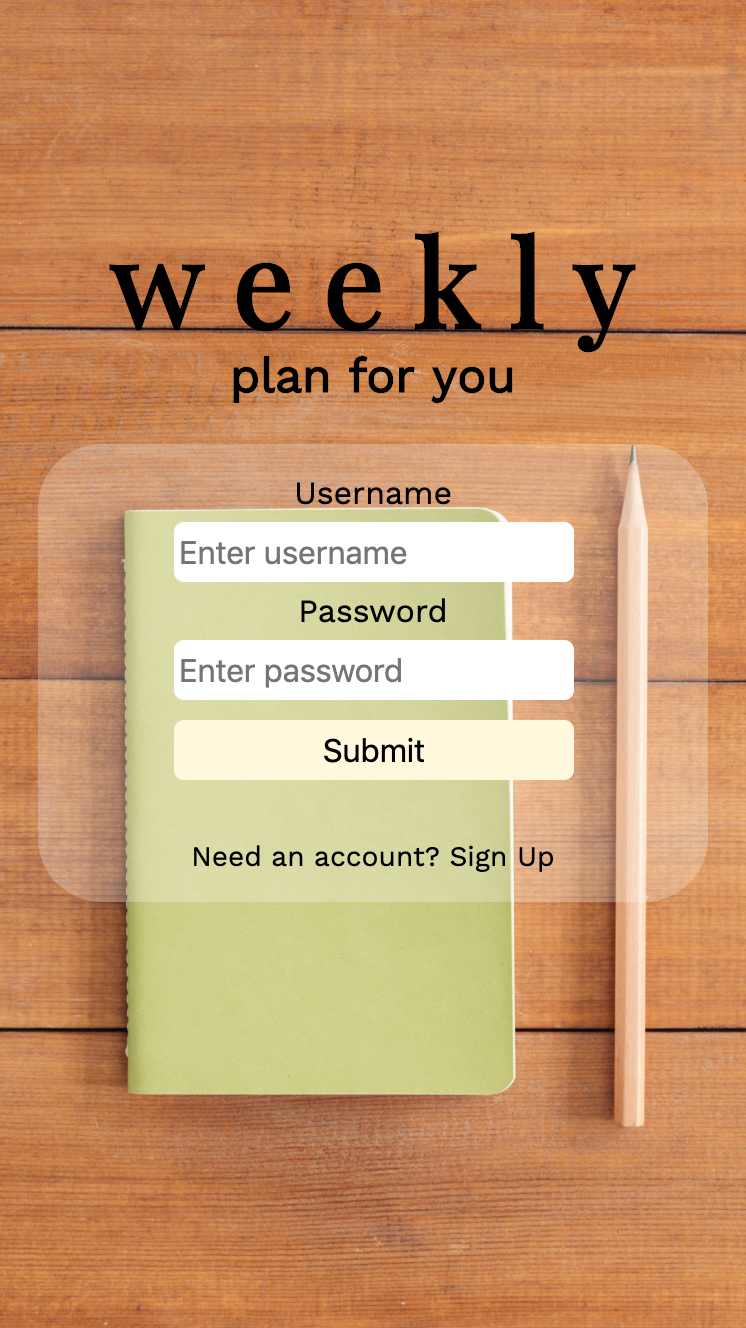 weekly
plan for you
Username
Enter username
Password
Enter password
Submit
Need an account? Sign Up